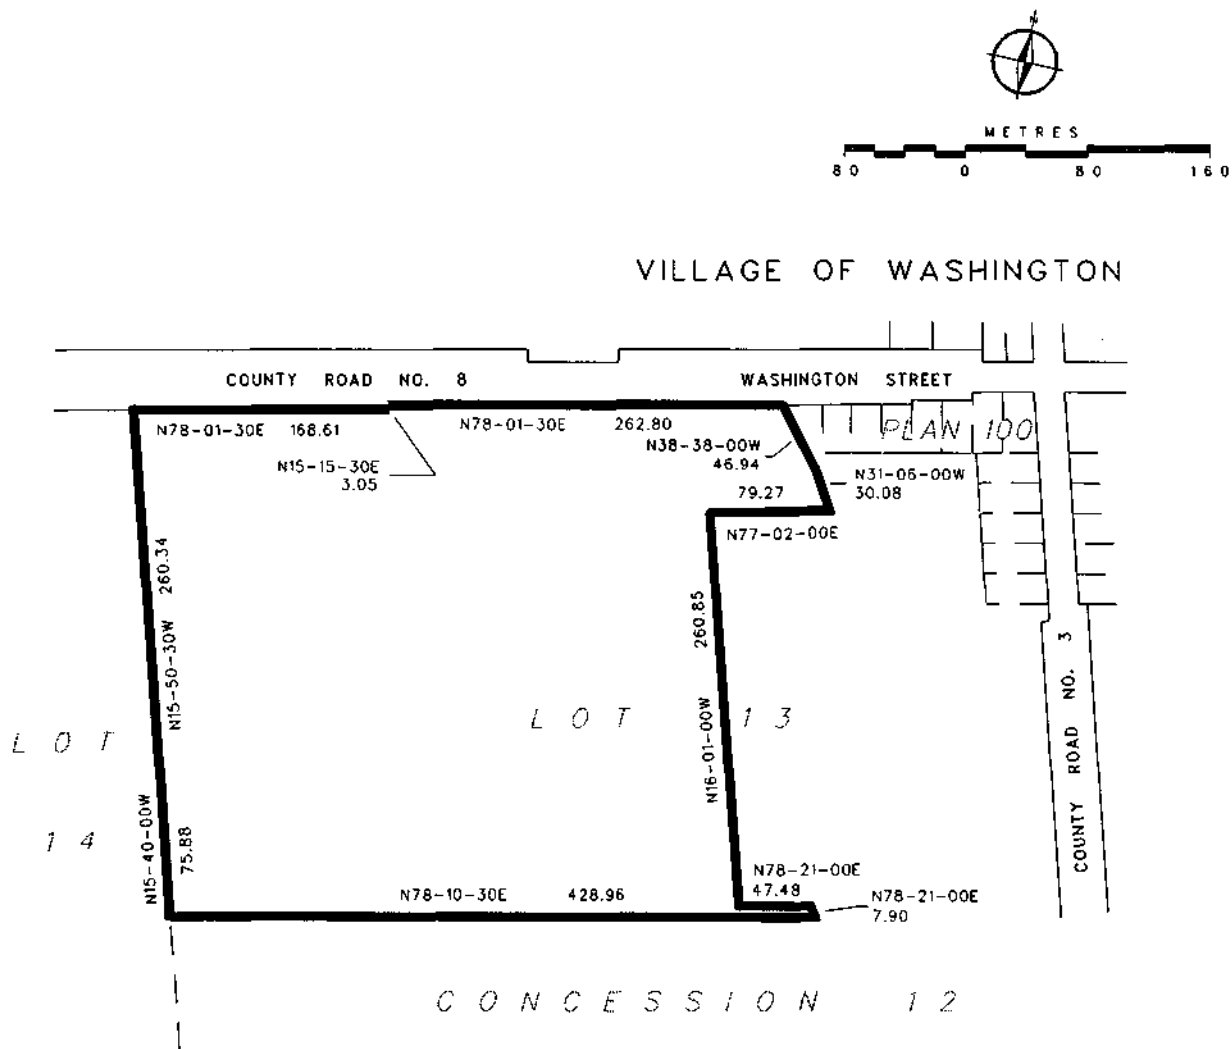 N
METRES
80 0 80 160
VILLAGE OF WASHINGTON
COUNTY ROAD NO. 8
WASHINGTON STREET
N78-01-30E 168.61
N78-01-30E 262.80
PLAN 100
N38-38-00W
46.94
N15-15-30E
3.05
N31-06-00W
30.08
79.27
N77-02-00E
260.34
N15-50-30W
260.85
N16-01-00W
COUNTY ROAD NO. 3
LOT 13
LOT
14
N15-40-00W
75.88
N78-21-00E
47.48
N78-10-30E 428.96
N78-21-00E
7.90
CONCESSION 12